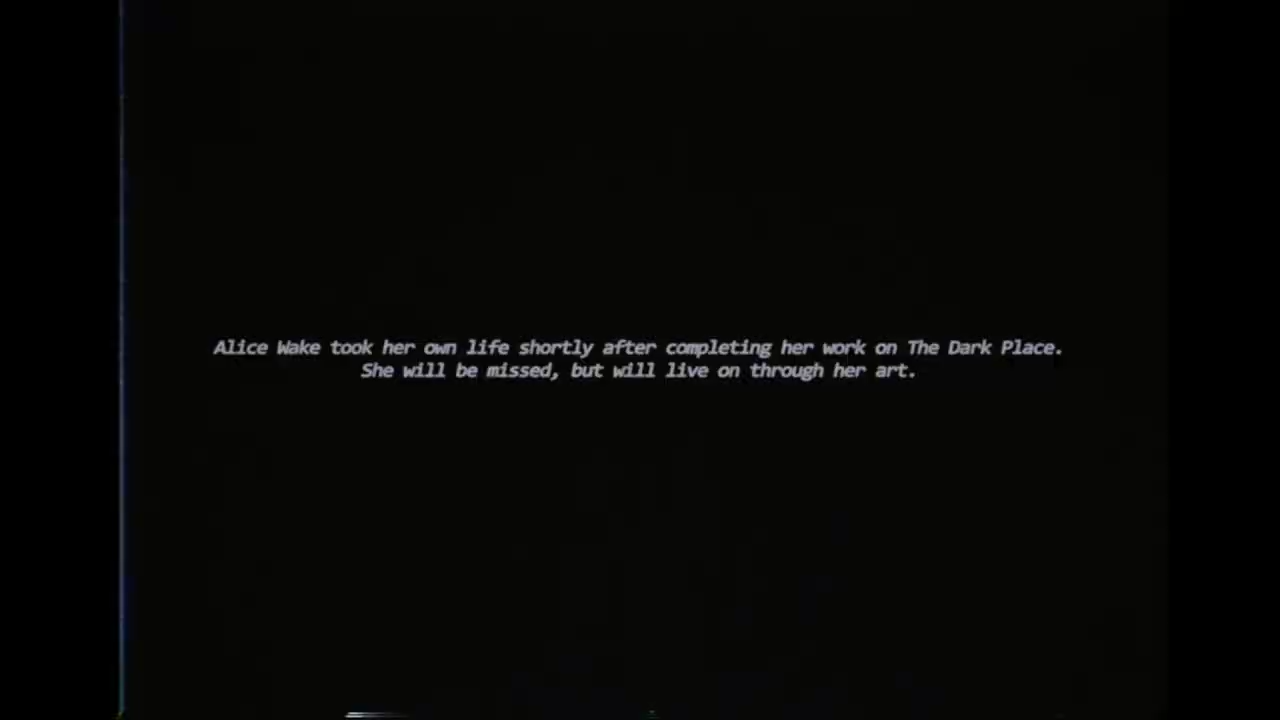 Alice Wake took her own life shortly after completing her work on The Dark Place.
She will be missed, but will live on through her art.